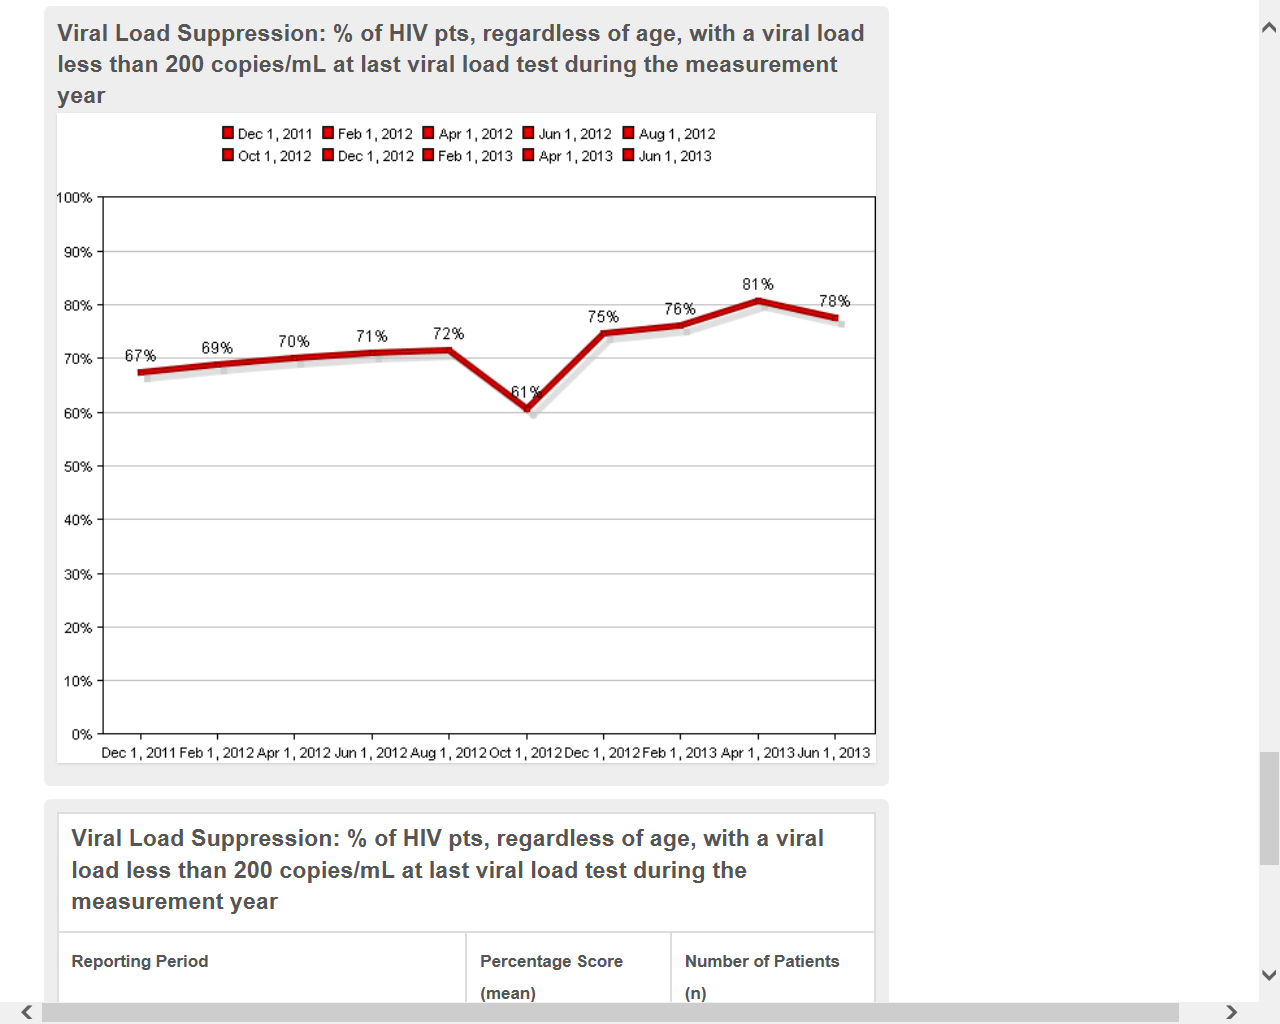 Viral Load Suppression: % of HIV pts, regardless of age, with a viral load
less than 200 copies/mL at last viral load test during the measurement
year
Dec 1, 2011 Feb 1, 2012 Apr 1, 2012 Jun 1, 2012 Aug 1, 2012
Oct 1, 2012 Dec 1, 2012 Feb 1, 2013 Apr 1, 2013 Jun 1, 2013
100%
90%
81%
80%
78%
76%
75%
72%
71%
70%
69%
67%
70%
61%
60%
50%
40%
30%
20%
10%
0%
Dec 1, 2011 Feb 1, 2012 Apr 1, 2012 Jun 1, 2012 Aug 1, 2012 Oct 1, 2012 Dec 1, 2012 Feb 1, 2013 Apr 1, 2013 Jun 1, 2013
Viral Load Suppression: % of HIV pts, regardless of age, with a viral
load less than 200 copies/mL at last viral load test during the
measurement year
Reporting Period Percentage Score Number of Patients
(mean) (n)